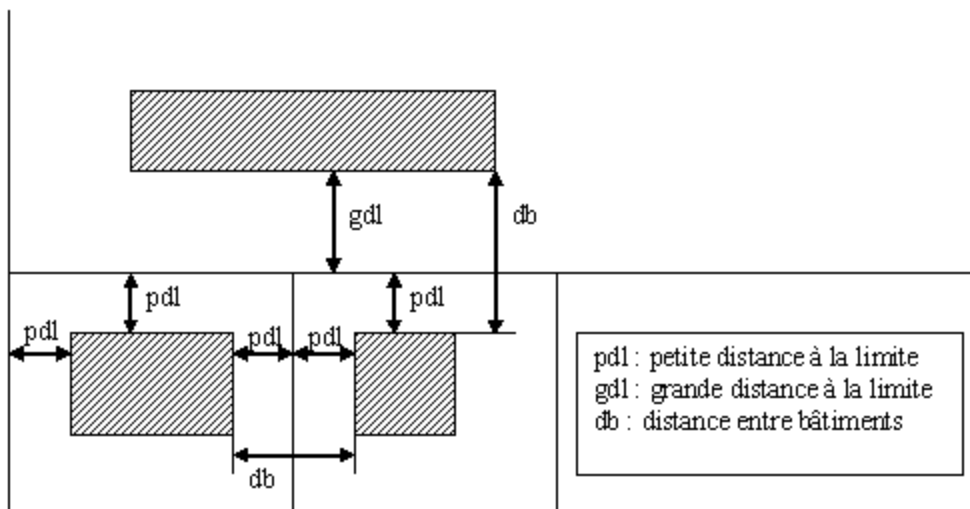 gdl
db
pdl
pdl
pdl
pdl
pdl
db
pdl : petite distance à la limite
gdl : grande distance à la limite
db : distance entre bâtiments